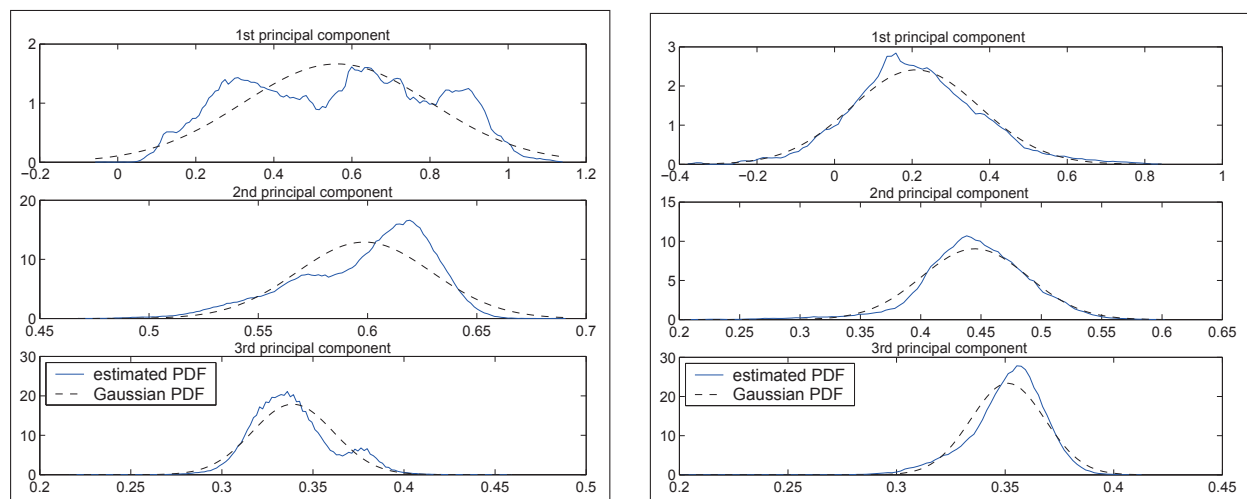 1st principal component
2
1
0
−0.2 0 0.2 0.4 0.6 0.8 1 1.2
2nd principal component
20
10
0
0.45 0.5 0.55 0.6 0.65 0.7
3rd principal component
30
20
10
0
estimated PDF
Gaussian PDF
0.2 0.25 0.3 0.35 0.4 0.45 0.5
1st principal component
3
2
1
0
−0.4 −0.2 0 0.2 0.4 0.6 0.8 1
2nd principal component
15
10
5
0
0.2 0.25 0.3 0.35 0.4 0.45 0.5 0.55 0.6 0.65
3rd principal component
30
20
10
0
estimated PDF
Gaussian PDF
0.2 0.25 0.3 0.35 0.4 0.45